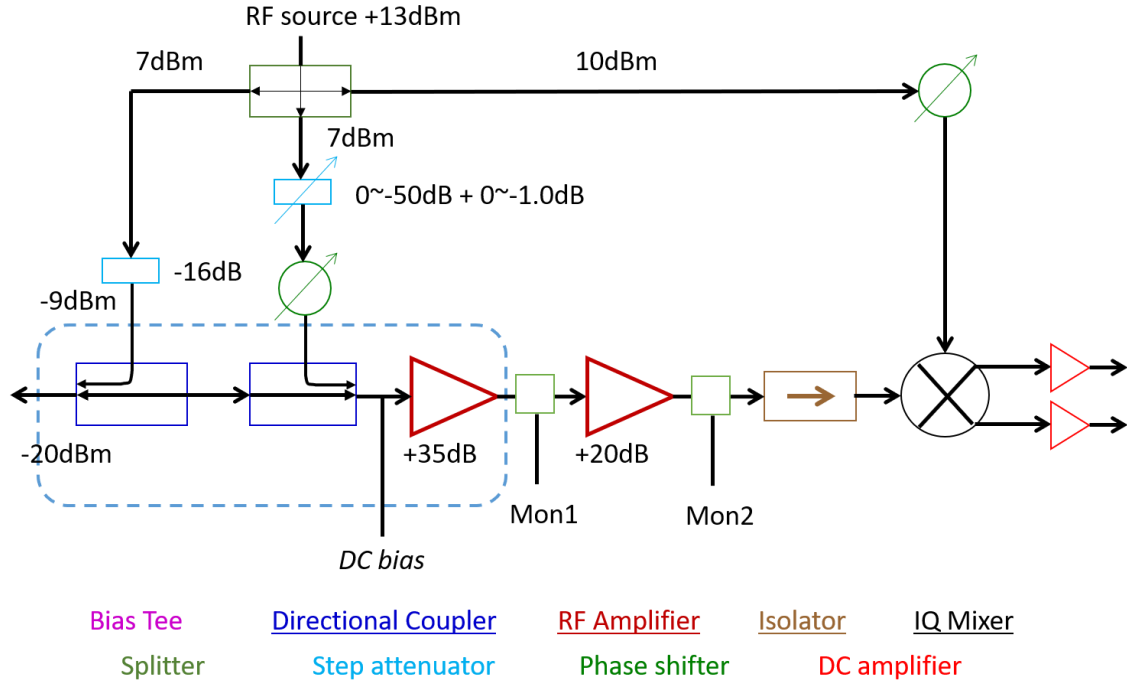 RF source +13dBm
7dBm
10dBm
7dBm
0~-50dB + 0~-1.0dB
-16dB
-9dBm
-20dBm
+35dB
+20dB
Mon1
Mon2
DC bias
Bias Tee
Directional Coupler
RF Amplifier
Isolator
IQ Mixer
Splitter
Step attenuator
Phase shifter
DC amplifier